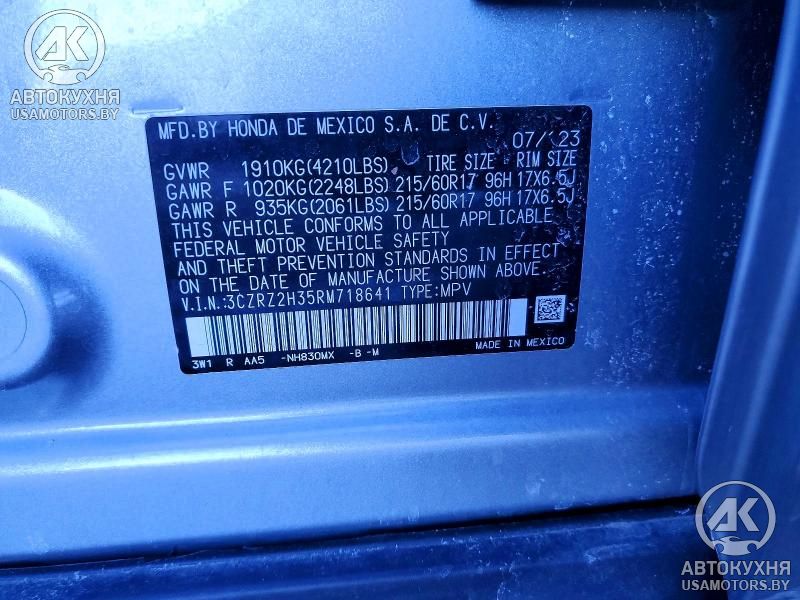 AK
АВТОКУХНЯ
USAMOTORS.BY
MFD.BY HONDA DE MEXICO S.A. DE C.V. 07/ '23
GVWR 1910KG(4210LBS) TIRE SIZE - RIM SIZE
GAWR F 1020KG(2248LBS) 215/60R17 96H 17X6.5J
GAWR R 935KG(2061LBS) 215/60R17 96H 17X6.5J
THIS VEHICLE CONFORMS TO ALL APPLICABLE
FEDERAL MOTOR VEHICLE SAFETY
AND THEFT PREVENTION STANDARDS IN EFFECT
ON THE DATE OF MANUFACTURE SHOWN ABOVE.
V.I.N.:3CZRZ2H35RM718641 TYPE:MPV
3W1 R AA5 -NH830MX -B -M MADE IN MEXICO
AK
АВТОКУХНЯ
USAMOTORS.BY